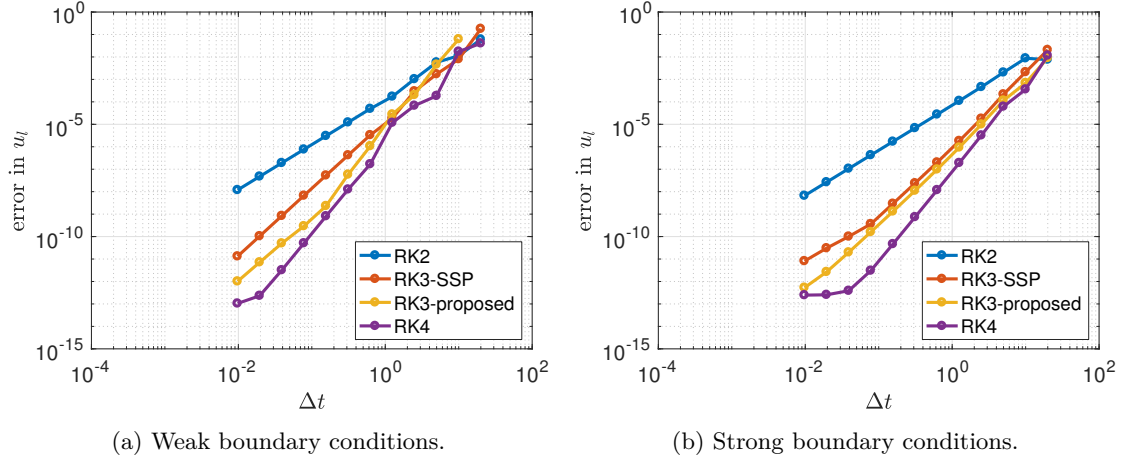 10^0
10^-5
10^-10
10^-15
error in u_l
10^-4
10^-2
10^0
10^2
Δt
RK2
RK3-SSP
RK3-proposed
RK4
(a) Weak boundary conditions.
10^0
10^-5
10^-10
10^-15
error in u_l
10^-4
10^-2
10^0
10^2
Δt
RK2
RK3-SSP
RK3-proposed
RK4
(b) Strong boundary conditions.